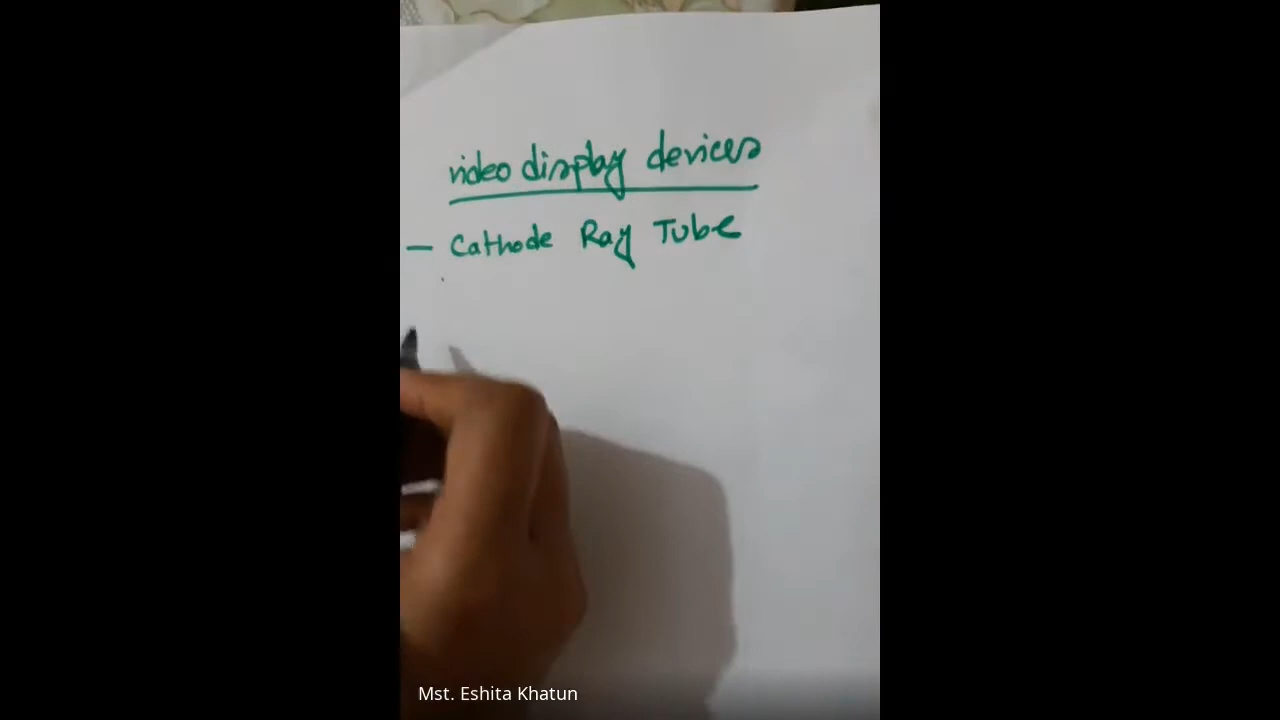 video display devices
– Cathode Ray Tube
Mst. Eshita Khatun